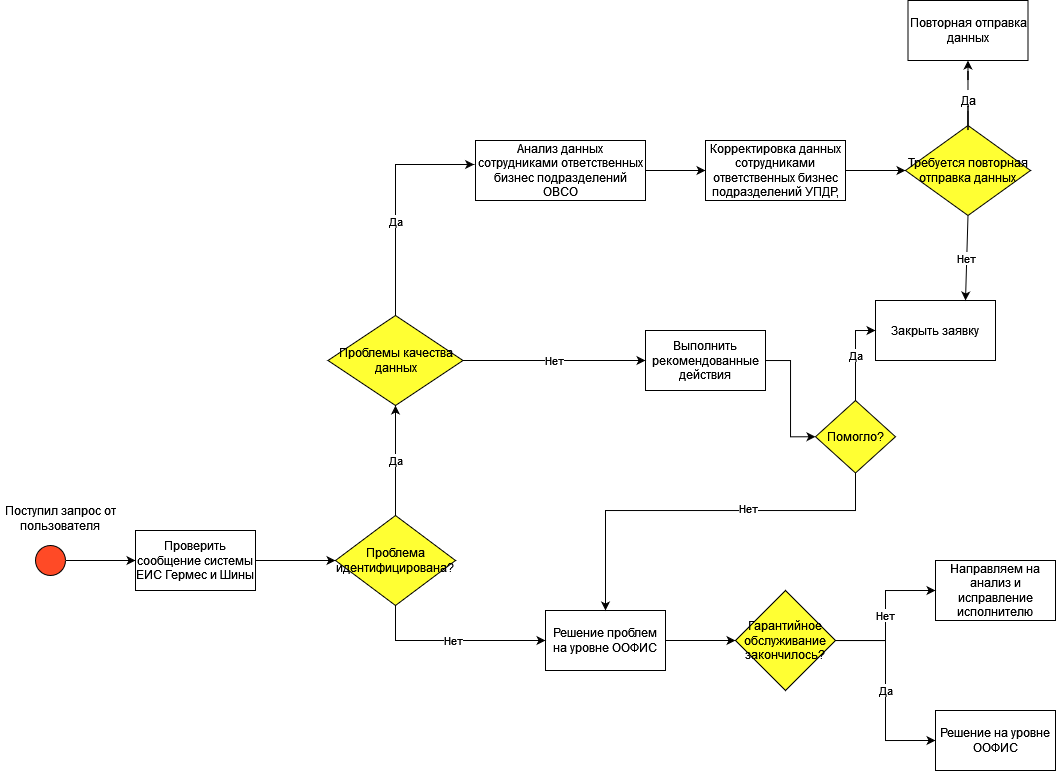 Повторная отправка
данных
Да
Анализ данных
сотрудниками ответственных
бизнес подразделений
ОВСО
Корректировка данных
сотрудниками
ответственных бизнес
подразделений УПДР,
Требуется повторная
отправка данных
Да
Нет
Закрыть заявку
Проблемы качества
данных
Нет
Выполнить
рекомендованные
действия
Да
Помогло?
Да
Нет
Поступил запрос от
пользователя
Проверить
сообщение системы
ЕИС Гермес и Шины
Проблема
идентифицирована?
Нет
Решение проблем
на уровне ООФИС
Гарантийное
обслуживание
закончилось?
Нет
Направляем на
анализ и
исправление
исполнителю
Да
Решение на уровне
ООФИС